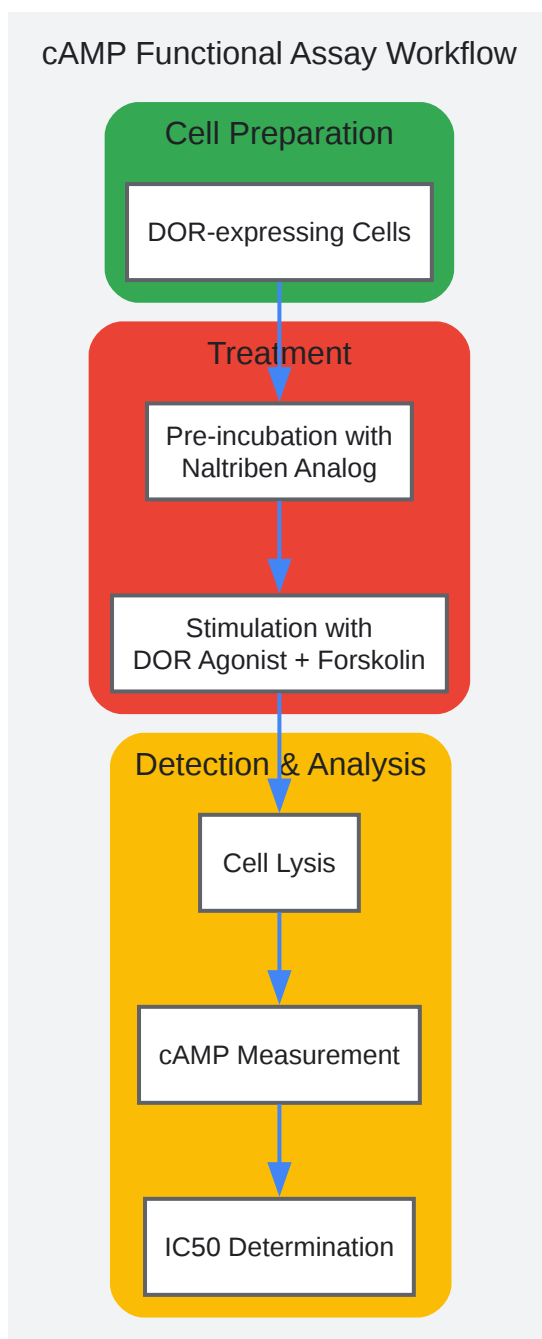 cAMP Functional Assay Workflow
Cell Preparation
DOR-expressing Cells
Treatment
Pre-incubation with
Naltriben Analog
Stimulation with
DOR Agonist + Forskolin
Detection & Analysis
Cell Lysis
cAMP Measurement
IC50 Determination